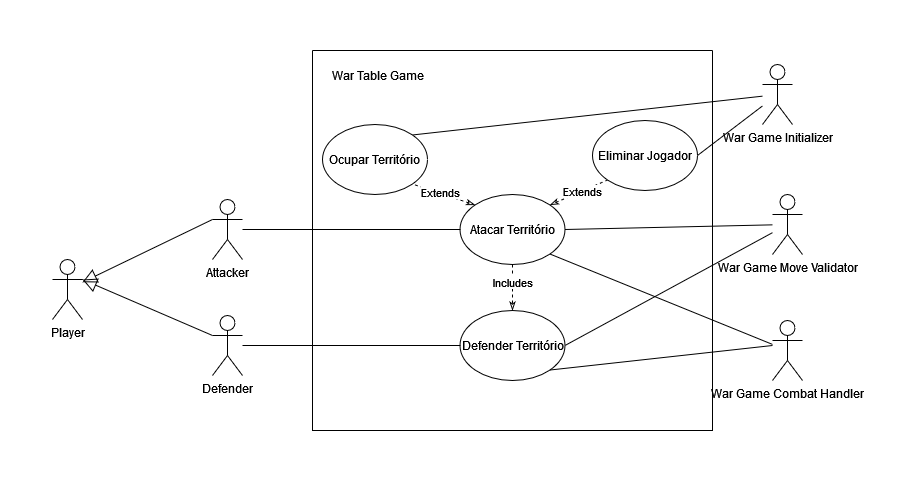 War Table Game
War Game Initializer
Ocupar Território
Eliminar Jogador
Extends
Extends
Atacar Território
Attacker
War Game Move Validator
Includes
Player
Defender Território
Defender
War Game Combat Handler